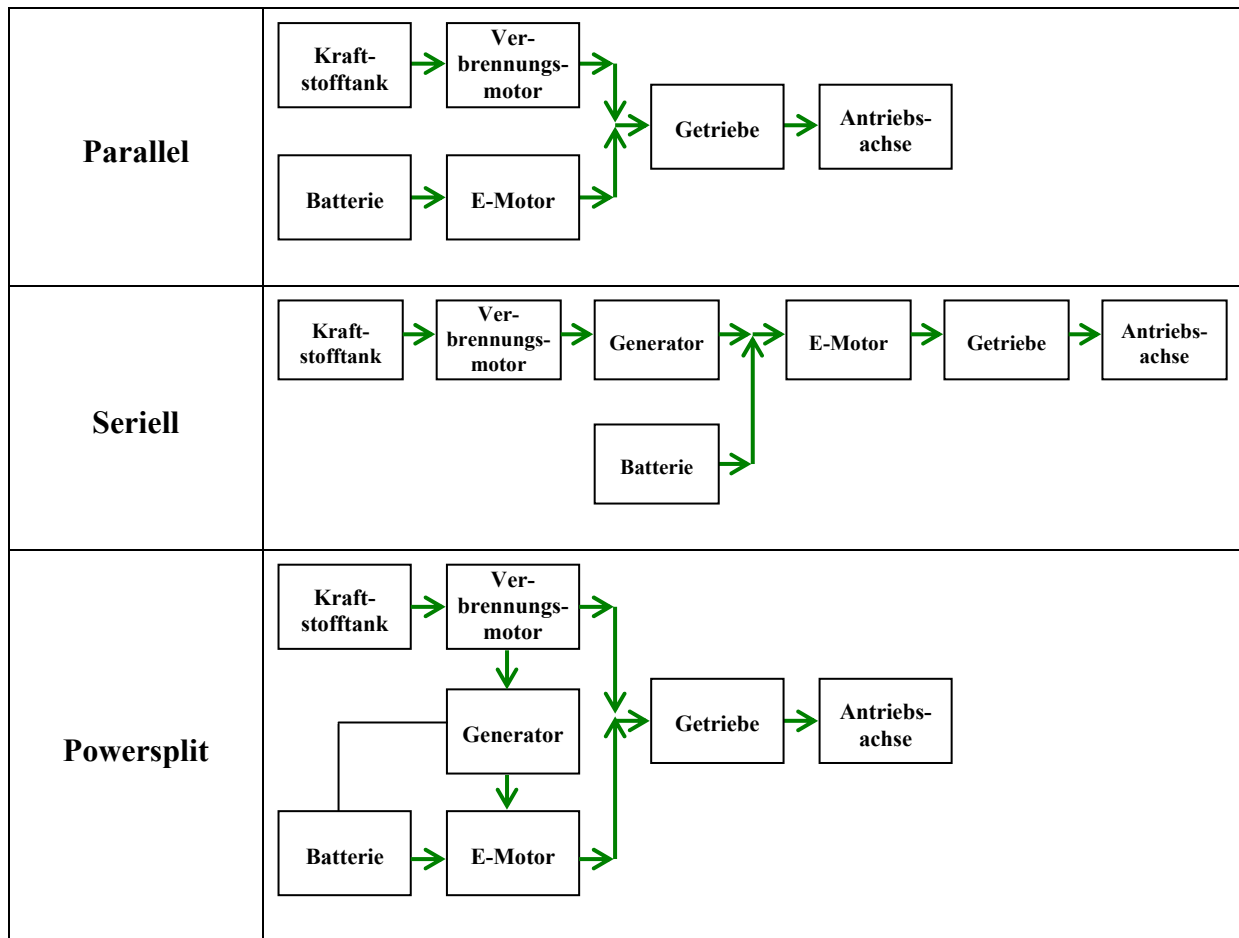 Parallel
Kraft-
stofftank
Ver-
brennungs-
motor
Getriebe
Antriebs-
achse
Batterie
E-Motor
Seriell
Kraft-
stofftank
Ver-
brennungs-
motor
Generator
E-Motor
Getriebe
Antriebs-
achse
Batterie
Powersplit
Kraft-
stofftank
Ver-
brennungs-
motor
Generator
Getriebe
Antriebs-
achse
Batterie
E-Motor